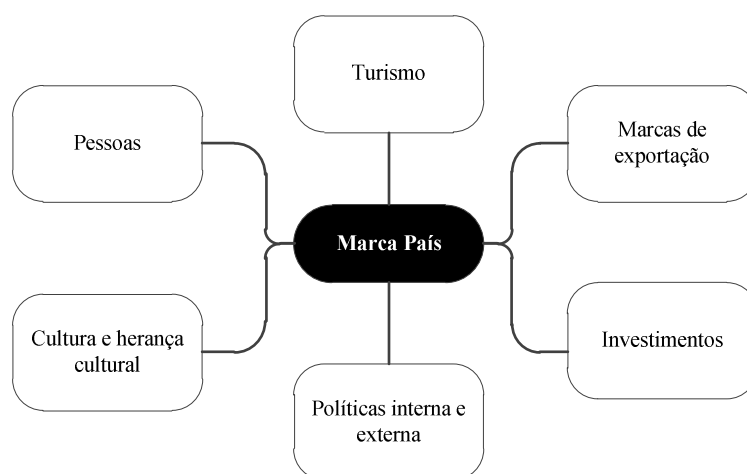 Turismo
Pessoas
Marcas de
exportação
Marca País
Cultura e herança
cultural
Investimentos
Políticas interna e
externa